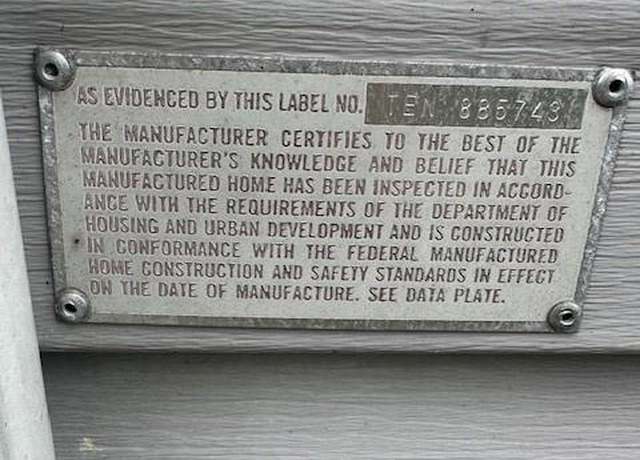 AS EVIDENCED BY THIS LABEL NO. TEN 885743
THE MANUFACTURER CERTIFIES TO THE BEST OF THE
MANUFACTURER'S KNOWLEDGE AND BELIEF THAT THIS
MANUFACTURED HOME HAS BEEN INSPECTED IN ACCORD-
ANCE WITH THE REQUIREMENTS OF THE DEPARTMENT OF
HOUSING AND URBAN DEVELOPMENT AND IS CONSTRUCTED
IN CONFORMANCE WITH THE FEDERAL MANUFACTURED
HOME CONSTRUCTION AND SAFETY STANDARDS IN EFFECT
ON THE DATE OF MANUFACTURE. SEE DATA PLATE.